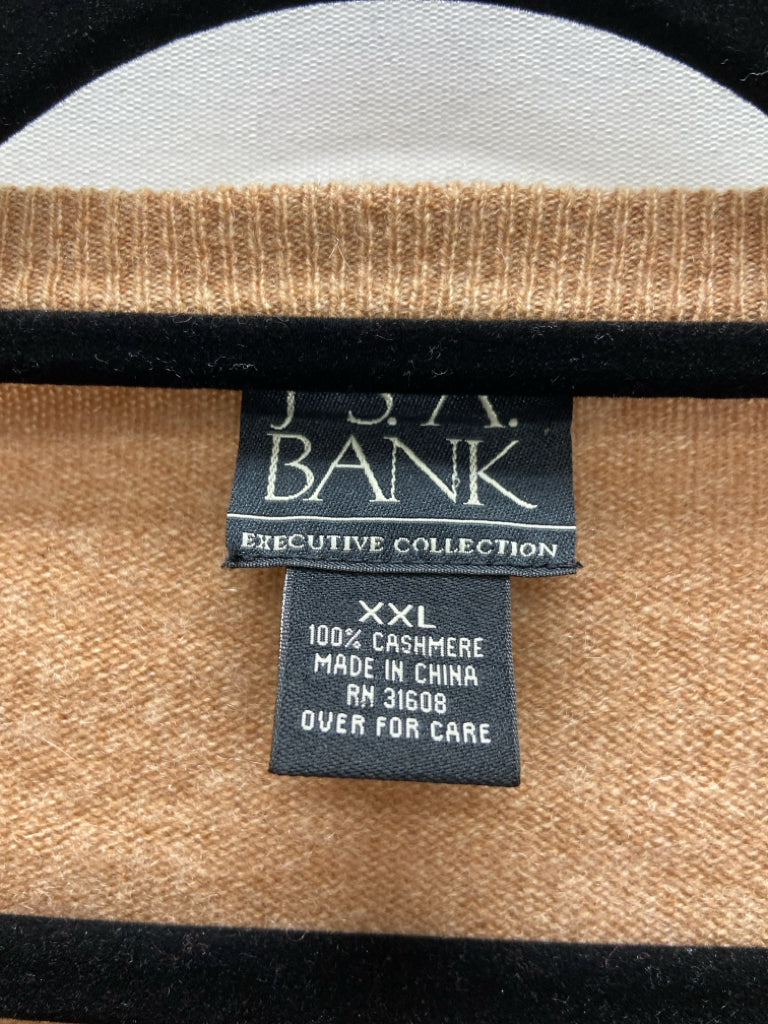 J S. A.
BANK
EXECUTIVE COLLECTION
XXL
100% CASHMERE
MADE IN CHINA
RN 31608
OVER FOR CARE